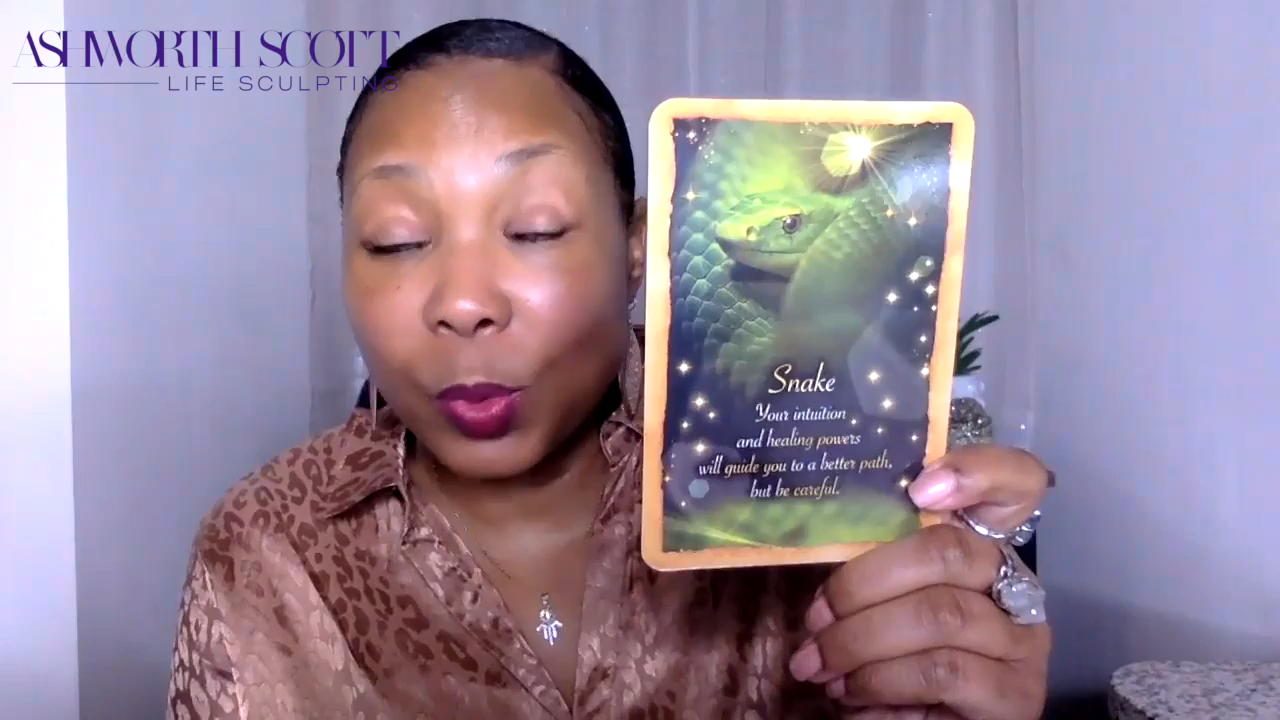 ASHWORTH SCOTT
LIFE SCULPTING
Snake
Your intuition
and healing powers
will guide you to a better path,
but be careful.